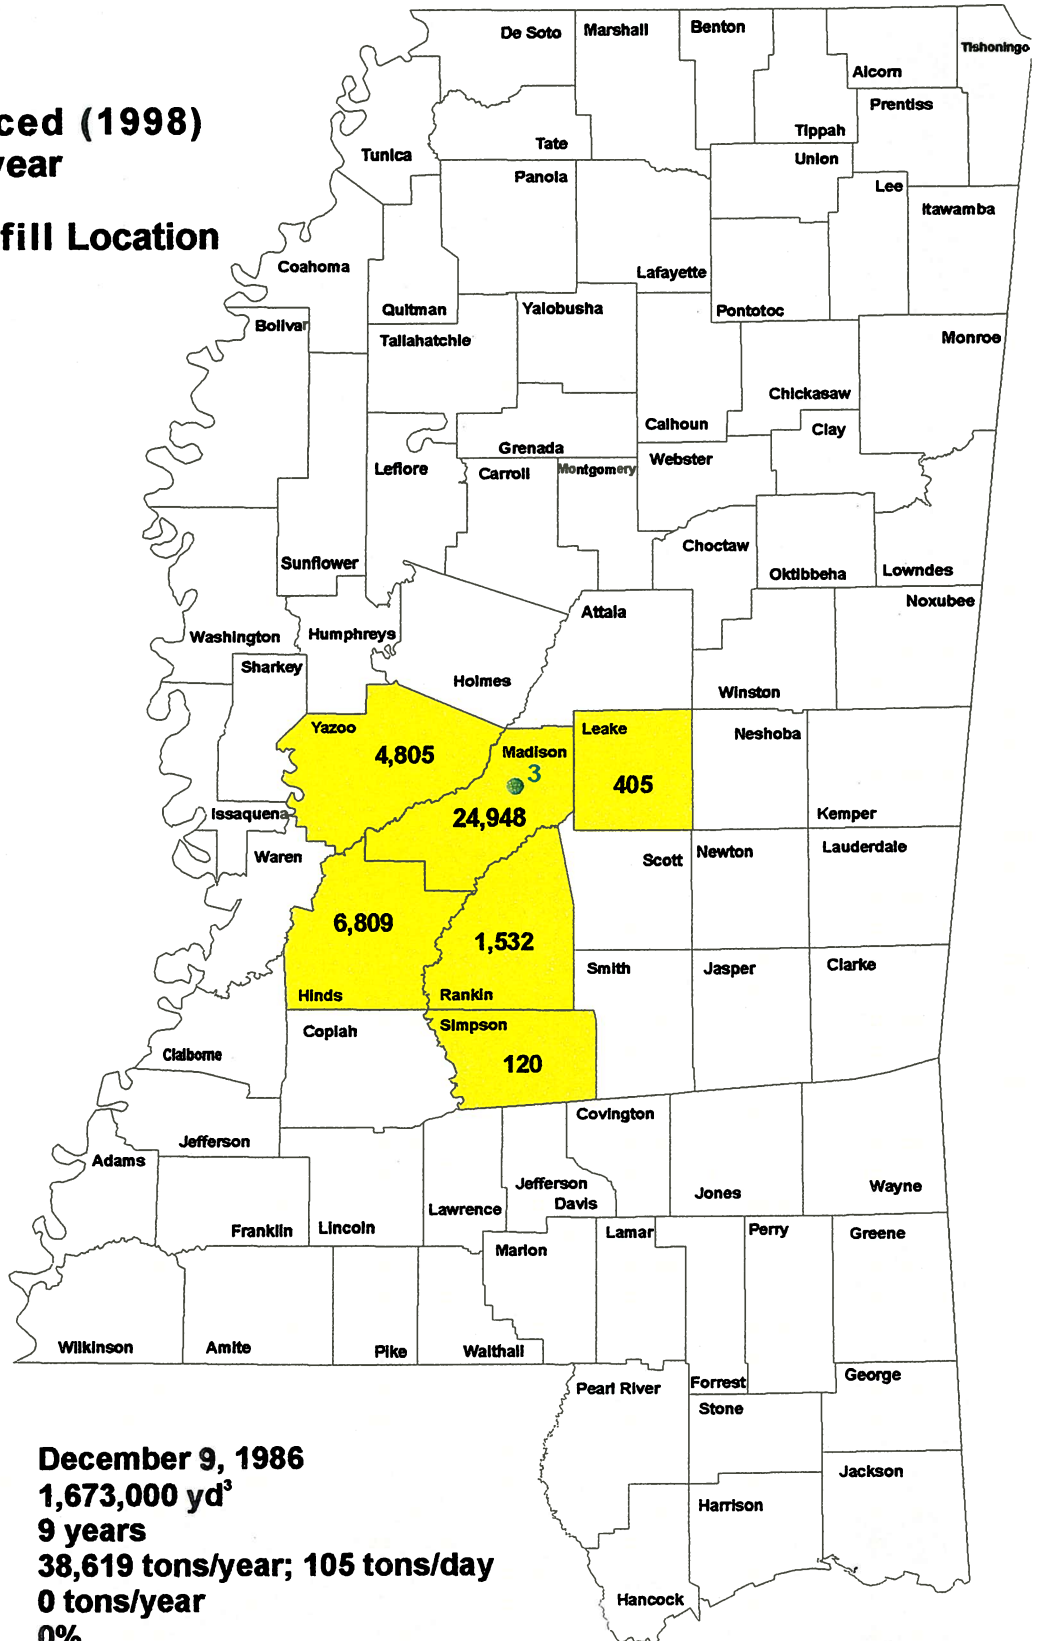 ced (1998)
year
fill Location
De Soto
Marshall
Benton
Tishoningo
Alcorn
Prentiss
Tippah
Tate
Tunica
Union
Panola
Lee
Itawamba
Coahoma
Lafayette
Quitman
Yalobusha
Pontotoc
Bolivar
Tallahatchie
Monroe
Chickasaw
Calhoun
Clay
Grenada
Webster
Leflore
Carroll
Montgomery
Choctaw
Sunflower
Oktibbeha
Lowndes
Noxubee
Attala
Washington
Humphreys
Sharkey
Holmes
Winston
Yazoo
4,805
Leake
405
Neshoba
Madison
3
24,948
Issaquena
Kemper
Waren
Scott
Newton
Lauderdale
6,809
1,532
Smith
Jasper
Clarke
Hinds
Rankin
Copiah
Simpson
120
Claiborne
Covington
Jefferson
Adams
Jefferson
Davis
Jones
Wayne
Lawrence
Franklin
Lincoln
Lamar
Perry
Greene
Marion
Wilkinson
Amite
Pike
Walthall
Pearl River
Forrest
George
Stone
Jackson
Harrison
Hancock
December 9, 1986
1,673,000 yd³
9 years
38,619 tons/year; 105 tons/day
0 tons/year
0%